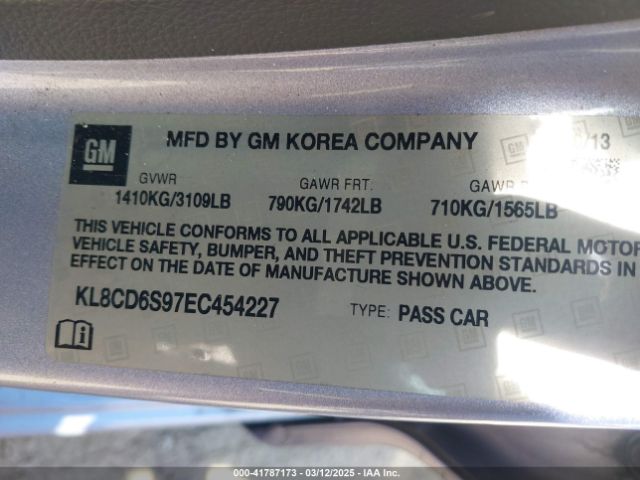 GM
MFD BY GM KOREA COMPANY
/13
GVWR GAWR FRT. GAWR
1410KG/3109LB 790KG/1742LB 710KG/1565LB
THIS VEHICLE CONFORMS TO ALL APPLICABLE U.S. FEDERAL MOTOR
VEHICLE SAFETY, BUMPER, AND THEFT PREVENTION STANDARDS IN
EFFECT ON THE DATE OF MANUFACTURE SHOWN ABOVE.
KL8CD6S97EC454227 TYPE: PASS CAR
000-41787173 — 03/12/2025 — IAA Inc.